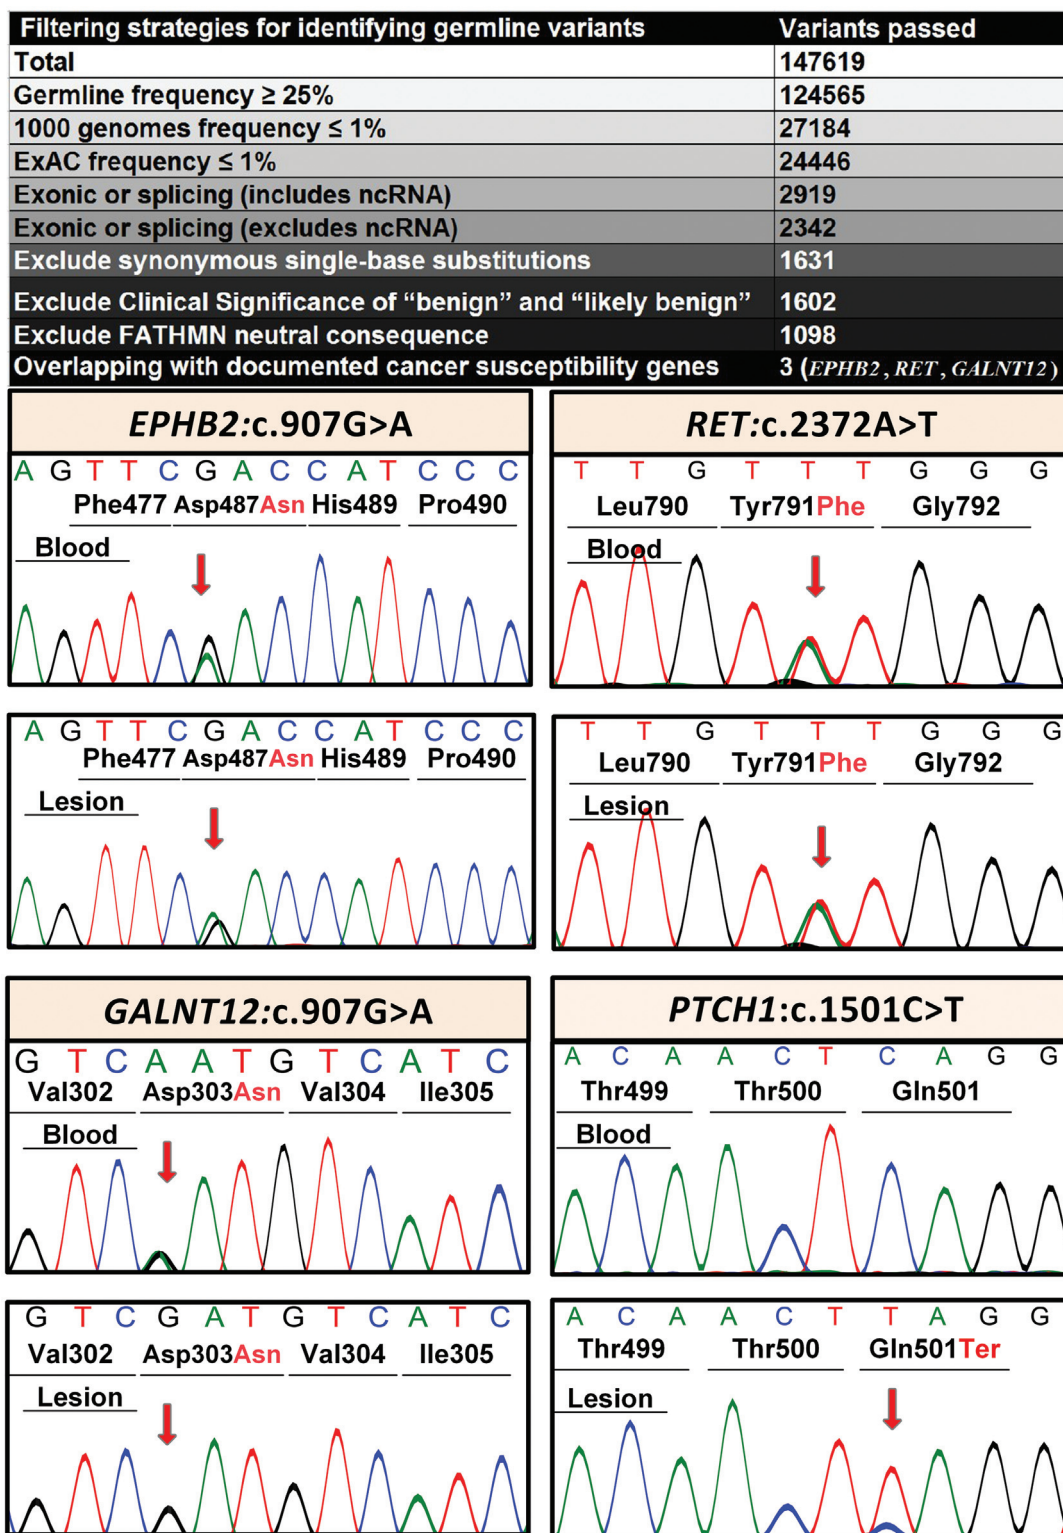 Filtering strategies for identifying germline variants Variants passed
Total 147619
Germline frequency ≥ 25% 124565
1000 genomes frequency ≤ 1% 27184
ExAC frequency ≤ 1% 24446
Exonic or splicing (includes ncRNA) 2919
Exonic or splicing (excludes ncRNA) 2342
Exclude synonymous single-base substitutions 1631
Exclude Clinical Significance of “benign” and “likely benign” 1602
Exclude FATHMN neutral consequence 1098
Overlapping with documented cancer susceptibility genes 3 (EPHB2, RET, GALNT12)
EPHB2:c.907G>A
A G T T C G A C C A T C C C
Phe477 Asp487Asn His489 Pro490
Blood
A G T T C G A C C A T C C C
Phe477 Asp487Asn His489 Pro490
Lesion
RET:c.2372A>T
T T G T T T G G G
Leu790 Tyr791Phe Gly792
Blood
T T G T T T G G G
Leu790 Tyr791Phe Gly792
Lesion
GALNT12:c.907G>A
G T C A A T G T C A T C
Val302 Asp303Asn Val304 Ile305
Blood
G T C G A T G T C A T C
Val302 Asp303Asn Val304 Ile305
Lesion
PTCH1:c.1501C>T
A C A A C T C A G G
Thr499 Thr500 Gln501
Blood
A C A A C T T A G G
Thr499 Thr500 Gln501Ter
Lesion